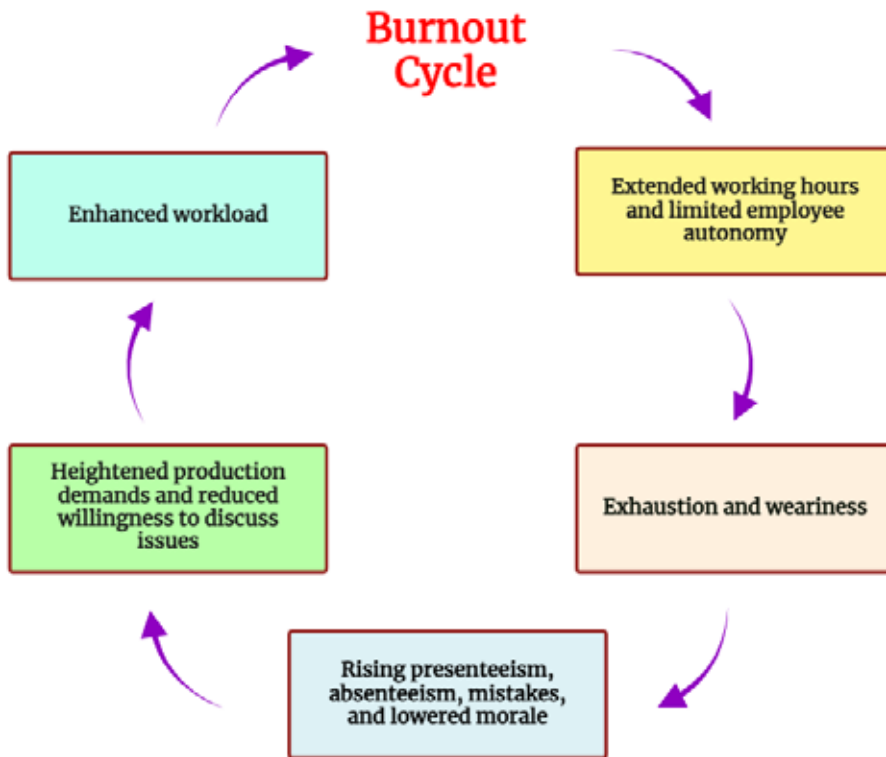 Burnout
Cycle
Enhanced workload
Extended working hours
and limited employee
autonomy
Heightened production
demands and reduced
willingness to discuss
issues
Exhaustion and weariness
Rising presenteeism,
absenteeism, mistakes,
and lowered morale